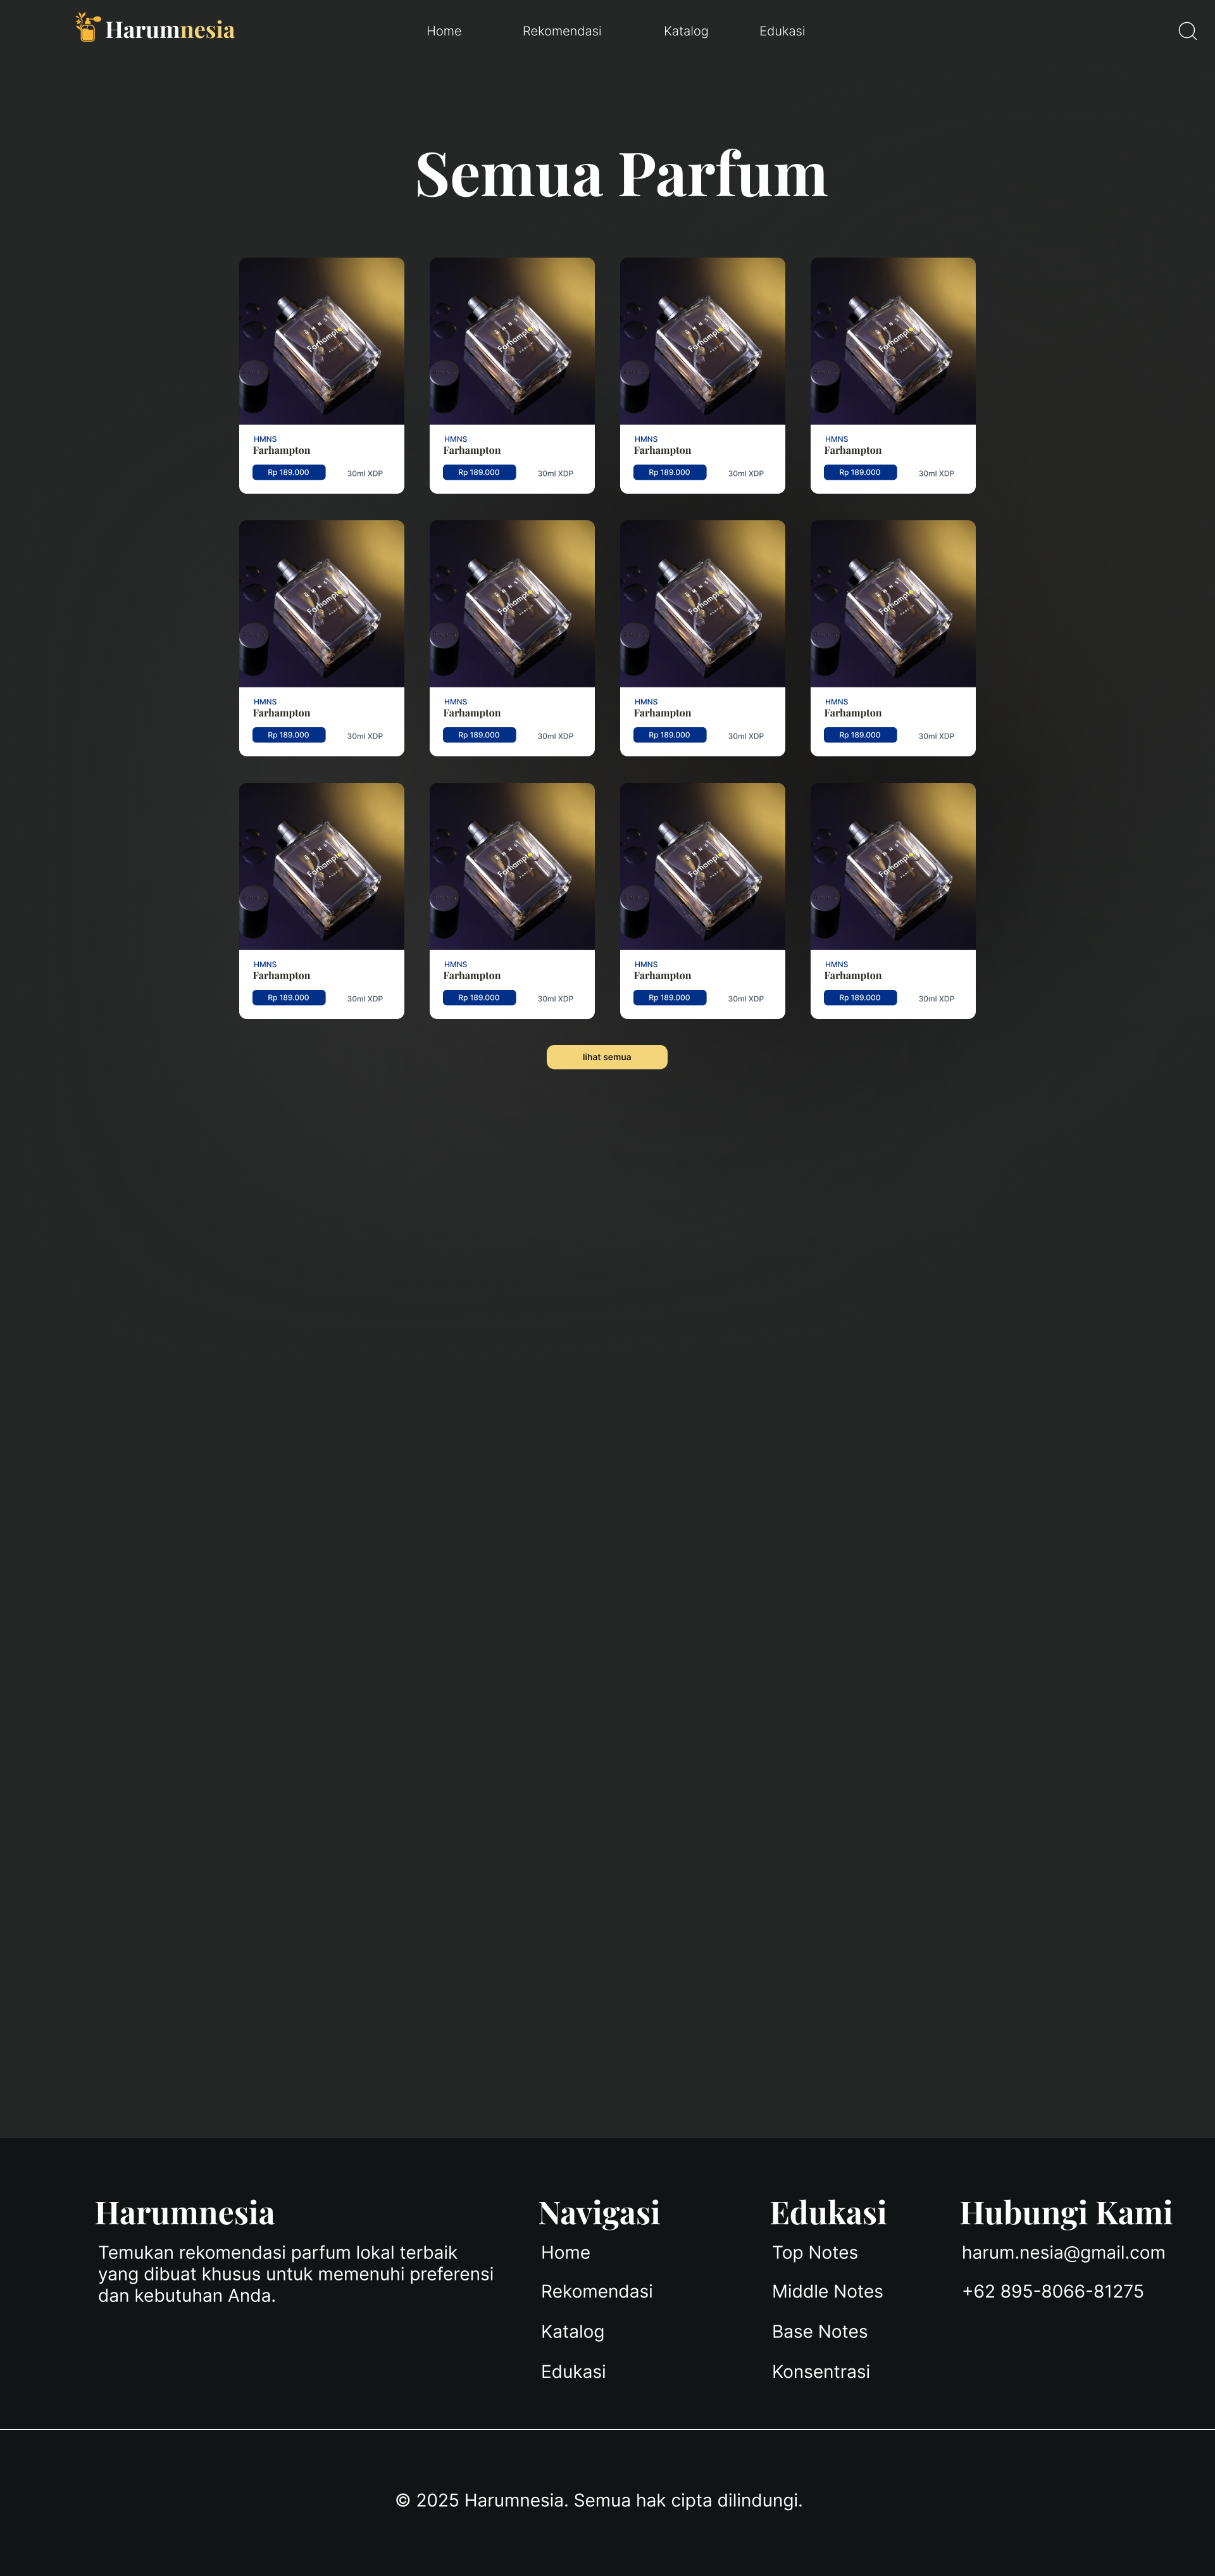 Harumnesia
Home Rekomendasi Katalog Edukasi
Semua Parfum
HMNS HMNS HMNS HMNS
Farhampton Farhampton Farhampton Farhampton
Rp 189.000 30ml XDP Rp 189.000 30ml XDP Rp 189.000 30ml XDP Rp 189.000 30ml XDP
HMNS HMNS HMNS HMNS
Farhampton Farhampton Farhampton Farhampton
Rp 189.000 30ml XDP Rp 189.000 30ml XDP Rp 189.000 30ml XDP Rp 189.000 30ml XDP
HMNS HMNS HMNS HMNS
Farhampton Farhampton Farhampton Farhampton
Rp 189.000 30ml XDP Rp 189.000 30ml XDP Rp 189.000 30ml XDP Rp 189.000 30ml XDP
lihat semua
Harumnesia
Temukan rekomendasi parfum lokal terbaik
yang dibuat khusus untuk memenuhi preferensi
dan kebutuhan Anda.
Navigasi
Home
Rekomendasi
Katalog
Edukasi
Edukasi
Top Notes
Middle Notes
Base Notes
Konsentrasi
Hubungi Kami
harum.nesia@gmail.com
+62 895-8066-81275
© 2025 Harumnesia. Semua hak cipta dilindungi.